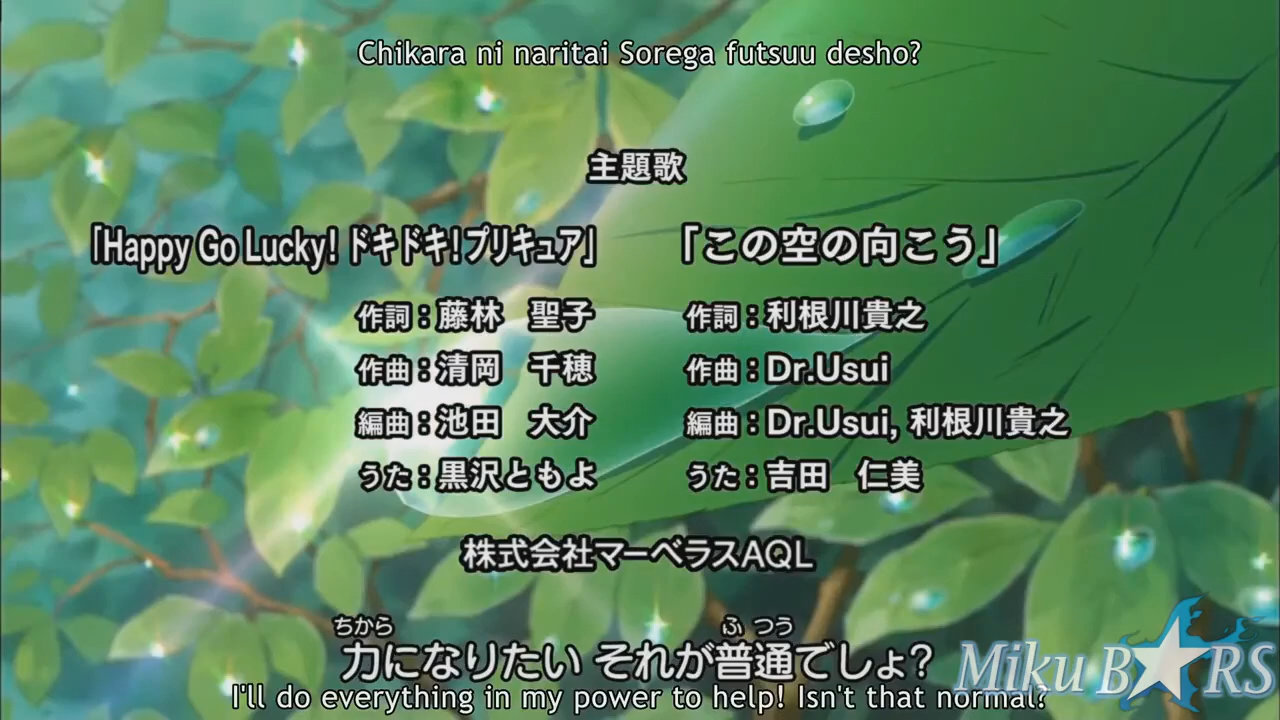 Chikara ni naritai Sorega futsuu desho?
主題歌
「Happy Go Lucky! ドキドキ!プリキュア」 「この空の向こう」
作詞:藤林 聖子 作詞:利根川貴之
作曲:清岡 千穂 作曲:Dr.Usui
編曲:池田 大介 編曲:Dr.Usui, 利根川貴之
うた:黒沢ともよ うた:吉田 仁美
株式会社マーベラスAQL
ちから ふ つう
力になりたい それが普通でしょ?
I'll do everything in my power to help! Isn't that normal?
Miku B★RS